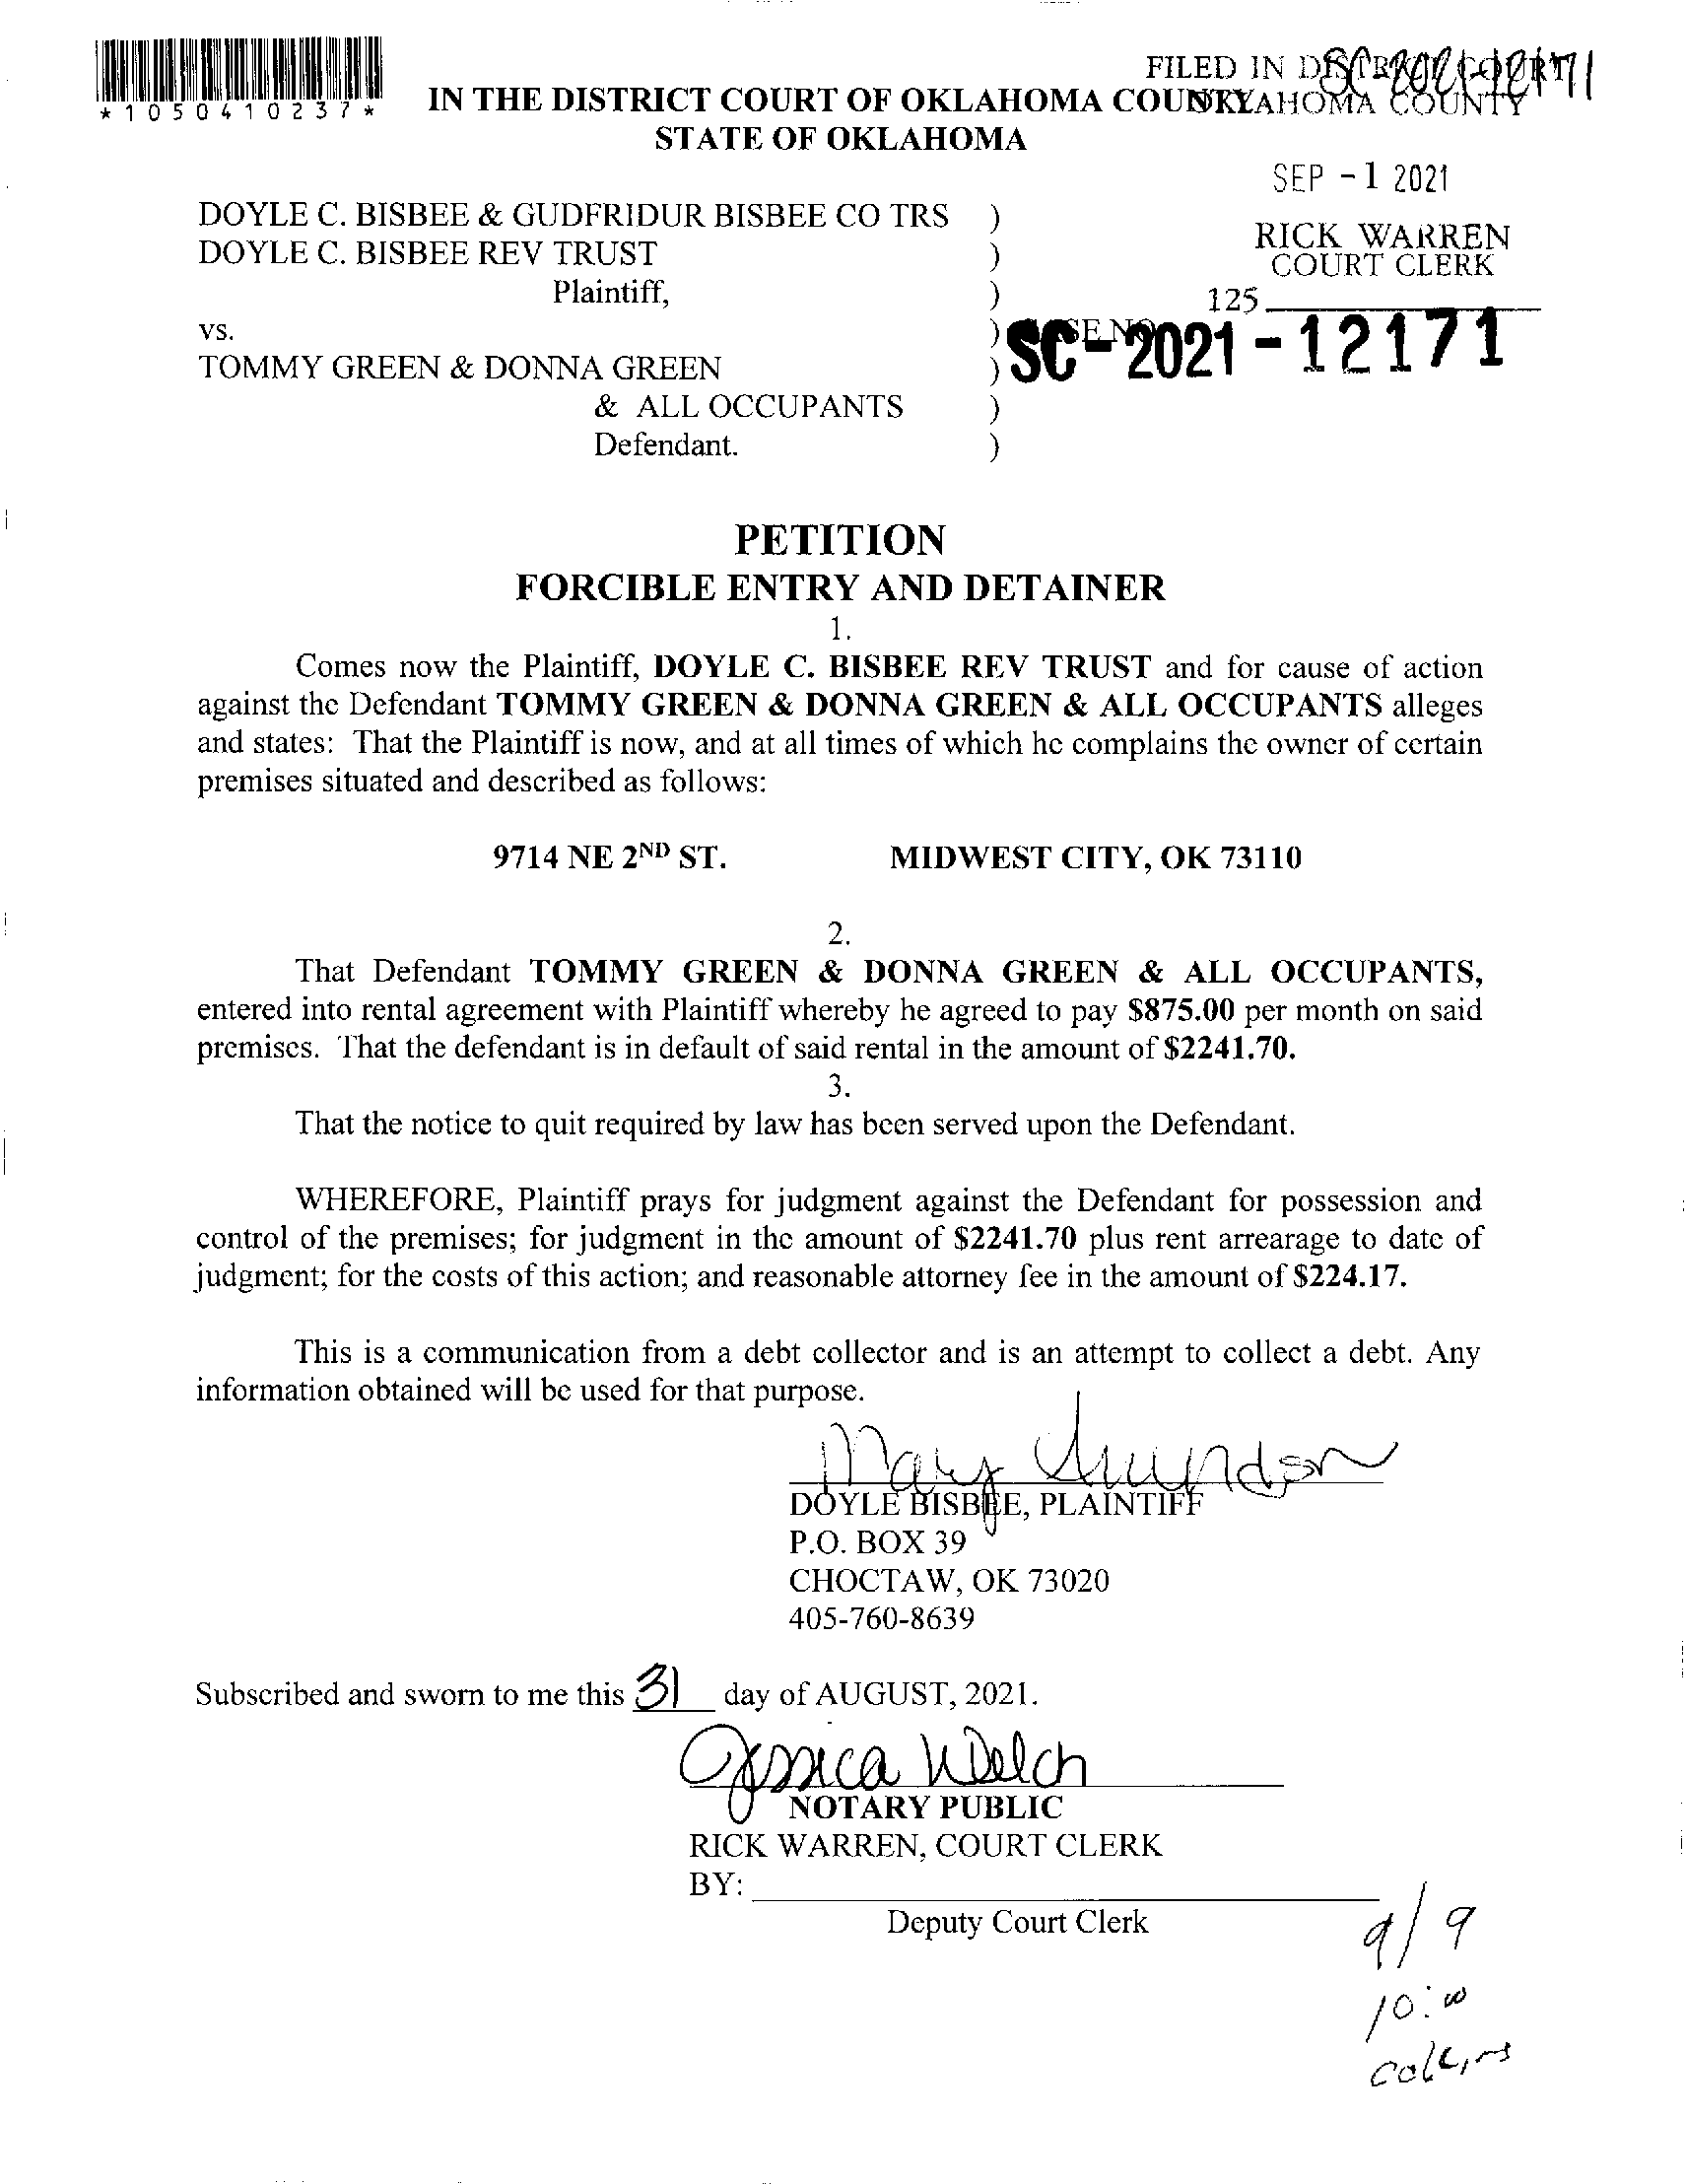 *1050410237*
FILED IN DISTRICT COURT
SC-2021-12171
IN THE DISTRICT COURT OF OKLAHOMA COUNTY
OKLAHOMA COUNTY
STATE OF OKLAHOMA
SEP -1 2021
DOYLE C. BISBEE & GUDFRIDUR BISBEE CO TRS )
DOYLE C. BISBEE REV TRUST )
RICK WARREN
COURT CLERK
Plaintiff, )
125
vs. ) CASE NO.
SC-2021-12171
TOMMY GREEN & DONNA GREEN )
& ALL OCCUPANTS )
Defendant. )
PETITION
FORCIBLE ENTRY AND DETAINER
1.
Comes now the Plaintiff, DOYLE C. BISBEE REV TRUST and for cause of action
against the Defendant TOMMY GREEN & DONNA GREEN & ALL OCCUPANTS alleges
and states: That the Plaintiff is now, and at all times of which he complains the owner of certain
premises situated and described as follows:
9714 NE 2ND ST. MIDWEST CITY, OK 73110
2.
That Defendant TOMMY GREEN & DONNA GREEN & ALL OCCUPANTS,
entered into rental agreement with Plaintiff whereby he agreed to pay $875.00 per month on said
premises. That the defendant is in default of said rental in the amount of $2241.70.
3.
That the notice to quit required by law has been served upon the Defendant.
WHEREFORE, Plaintiff prays for judgment against the Defendant for possession and
control of the premises; for judgment in the amount of $2241.70 plus rent arrearage to date of
judgment; for the costs of this action; and reasonable attorney fee in the amount of $224.17.
This is a communication from a debt collector and is an attempt to collect a debt. Any
information obtained will be used for that purpose.
Mary
DOYLE BISBEE, PLAINTIFF
P.O. BOX 39
CHOCTAW, OK 73020
405-760-8639
Subscribed and sworn to me this 31 day of AUGUST, 2021.
Jessica Welch
NOTARY PUBLIC
RICK WARREN, COURT CLERK
BY:
Deputy Court Clerk
9/9
10:00
Collins